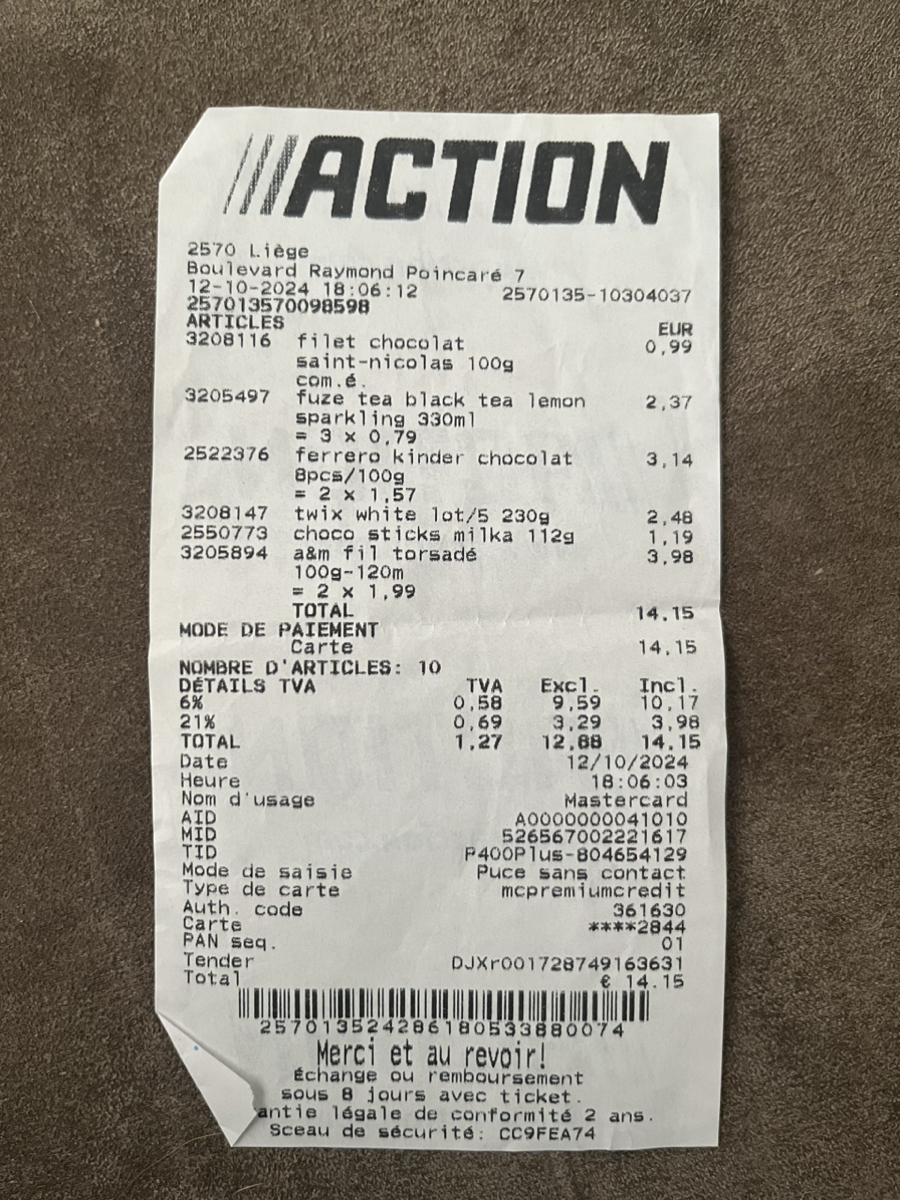 ACTION
2570 Liège
Boulevard Raymond Poincaré 7
12-10-2024 18:06:12 2570135-10304037
257013570098598
ARTICLES EUR
3208116 filet chocolat 0,99
saint-nicolas 100g
com.é.
3205497 fuze tea black tea lemon 2,37
sparkling 330ml
= 3 x 0,79
2522376 ferrero kinder chocolat 3,14
8pcs/100g
= 2 x 1,57
3208147 twix white lot/5 230g 2,48
2550773 choco sticks milka 112g 1,19
3205894 a&m fil torsadé 3,98
100g-120m
= 2 x 1,99
TOTAL 14,15
MODE DE PAIEMENT
Carte 14,15
NOMBRE D'ARTICLES: 10
DÉTAILS TVA TVA Excl. Incl.
6% 0,58 9,59 10,17
21% 0,69 3,29 3,98
TOTAL 1,27 12,88 14,15
Date 12/10/2024
Heure 18:06:03
Nom d'usage Mastercard
AID A0000000041010
MID 526567002221617
TID P400Plus-804654129
Mode de saisie Puce sans contact
Type de carte mcpremiumcredit
Auth. code 361630
Carte ****2844
PAN seq. 01
Tender DJXr001728749163631
Total € 14.15
257013524286180533880074
Merci et au revoir!
Échange ou remboursement
sous 8 jours avec ticket.
antie légale de conformité 2 ans.
Sceau de sécurité: CC9FEA74